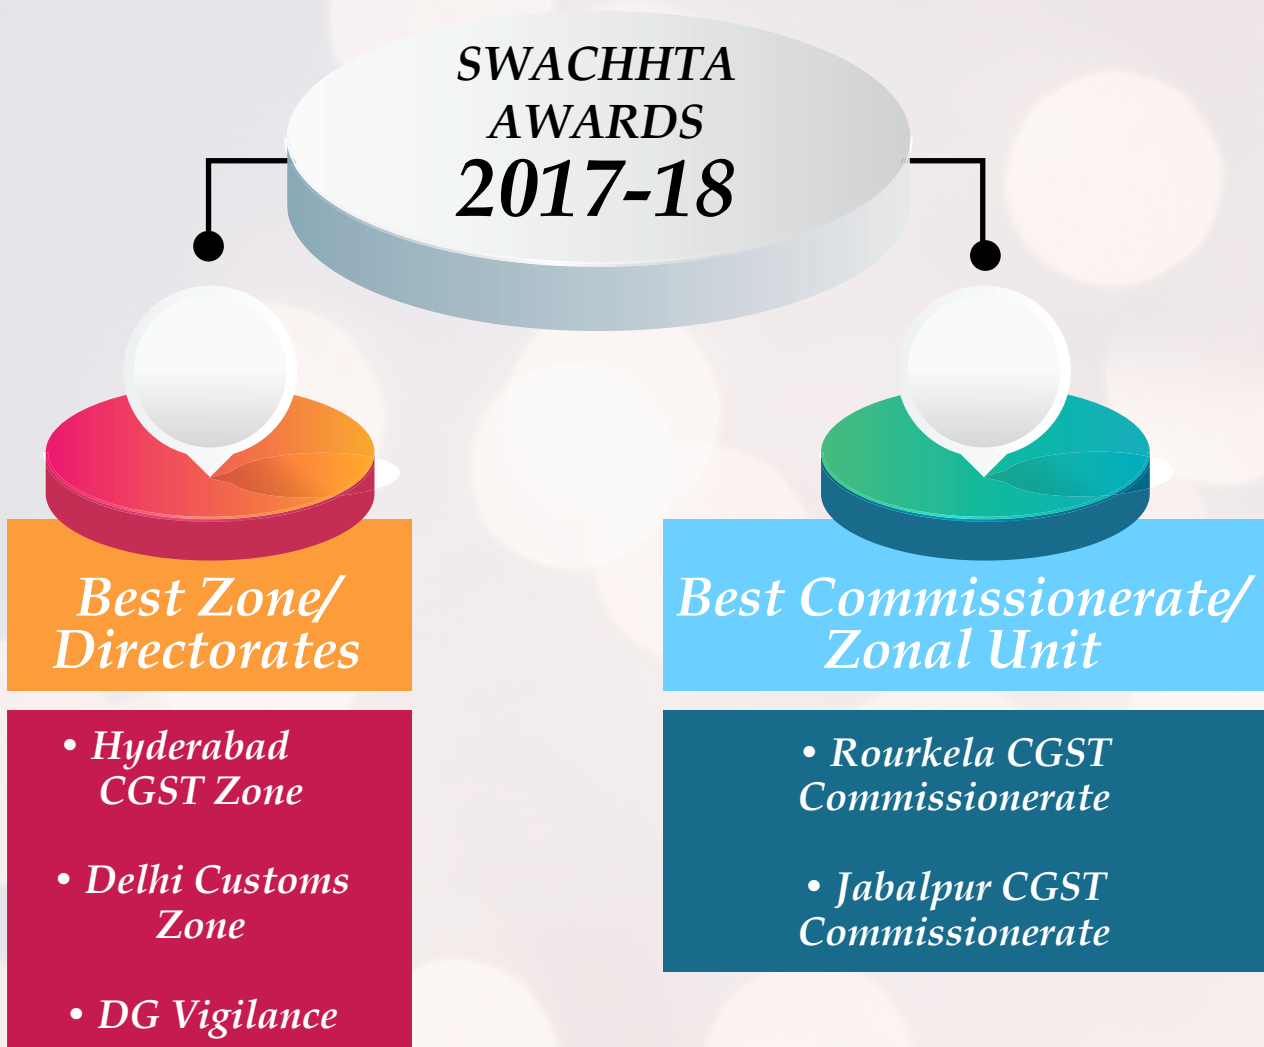 SWACHHTA
AWARDS
2017-18
Best Zone/
Directorates
• Hyderabad
CGST Zone
• Delhi Customs
Zone
• DG Vigilance
Best Commissionerate/
Zonal Unit
• Rourkela CGST
Commissionerate
• Jabalpur CGST
Commissionerate